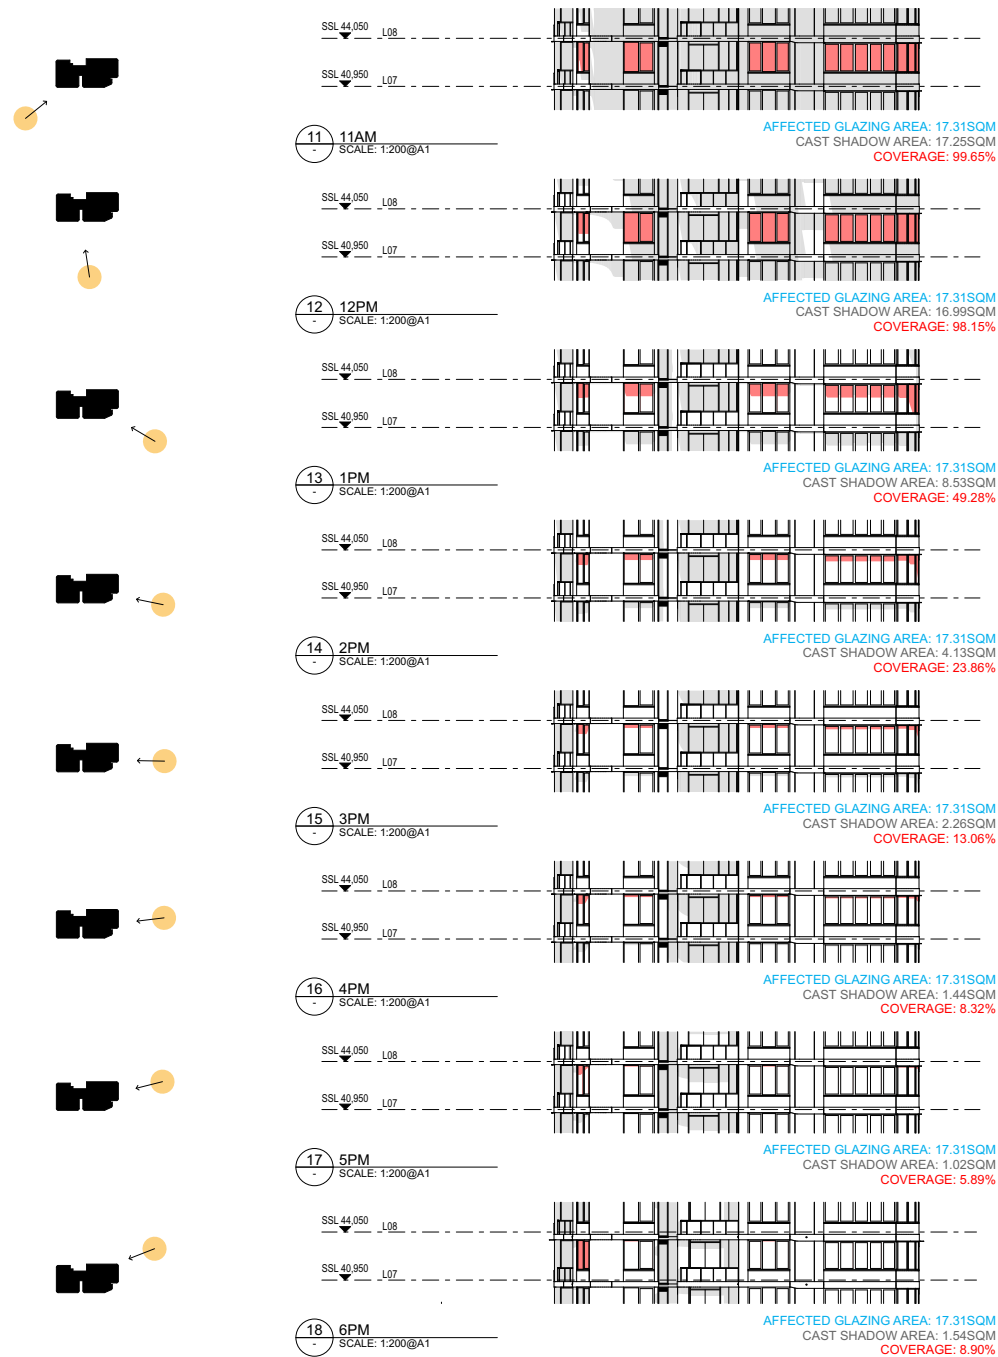 SSL 44,050 L08
SSL 40,950 L07
AFFECTED GLAZING AREA: 17.31SQM
11 11AM
CAST SHADOW AREA: 17.25SQM
- SCALE: 1:200@A1
COVERAGE: 99.65%
SSL 44,050 L08
SSL 40,950 L07
AFFECTED GLAZING AREA: 17.31SQM
12 12PM
CAST SHADOW AREA: 16.99SQM
- SCALE: 1:200@A1
COVERAGE: 98.15%
SSL 44,050 L08
SSL 40,950 L07
AFFECTED GLAZING AREA: 17.31SQM
13 1PM
CAST SHADOW AREA: 8.53SQM
- SCALE: 1:200@A1
COVERAGE: 49.28%
SSL 44,050 L08
SSL 40,950 L07
AFFECTED GLAZING AREA: 17.31SQM
14 2PM
CAST SHADOW AREA: 4.13SQM
- SCALE: 1:200@A1
COVERAGE: 23.86%
SSL 44,050 L08
SSL 40,950 L07
AFFECTED GLAZING AREA: 17.31SQM
15 3PM
CAST SHADOW AREA: 2.26SQM
- SCALE: 1:200@A1
COVERAGE: 13.06%
SSL 44,050 L08
SSL 40,950 L07
AFFECTED GLAZING AREA: 17.31SQM
16 4PM
CAST SHADOW AREA: 1.44SQM
- SCALE: 1:200@A1
COVERAGE: 8.32%
SSL 44,050 L08
SSL 40,950 L07
AFFECTED GLAZING AREA: 17.31SQM
17 5PM
CAST SHADOW AREA: 1.02SQM
- SCALE: 1:200@A1
COVERAGE: 5.89%
SSL 44,050 L08
SSL 40,950 L07
AFFECTED GLAZING AREA: 17.31SQM
18 6PM
CAST SHADOW AREA: 1.54SQM
- SCALE: 1:200@A1
COVERAGE: 8.90%